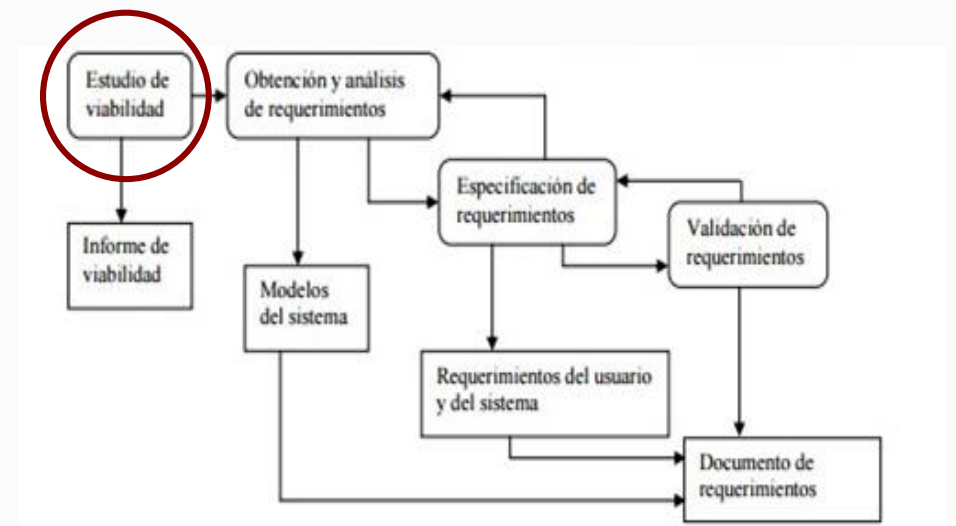 Estudio de
viabilidad
Obtención y análisis
de requerimientos
Especificación de
requerimientos
Validación de
requerimientos
Informe de
viabilidad
Modelos
del sistema
Requerimientos del usuario
y del sistema
Documento de
requerimientos